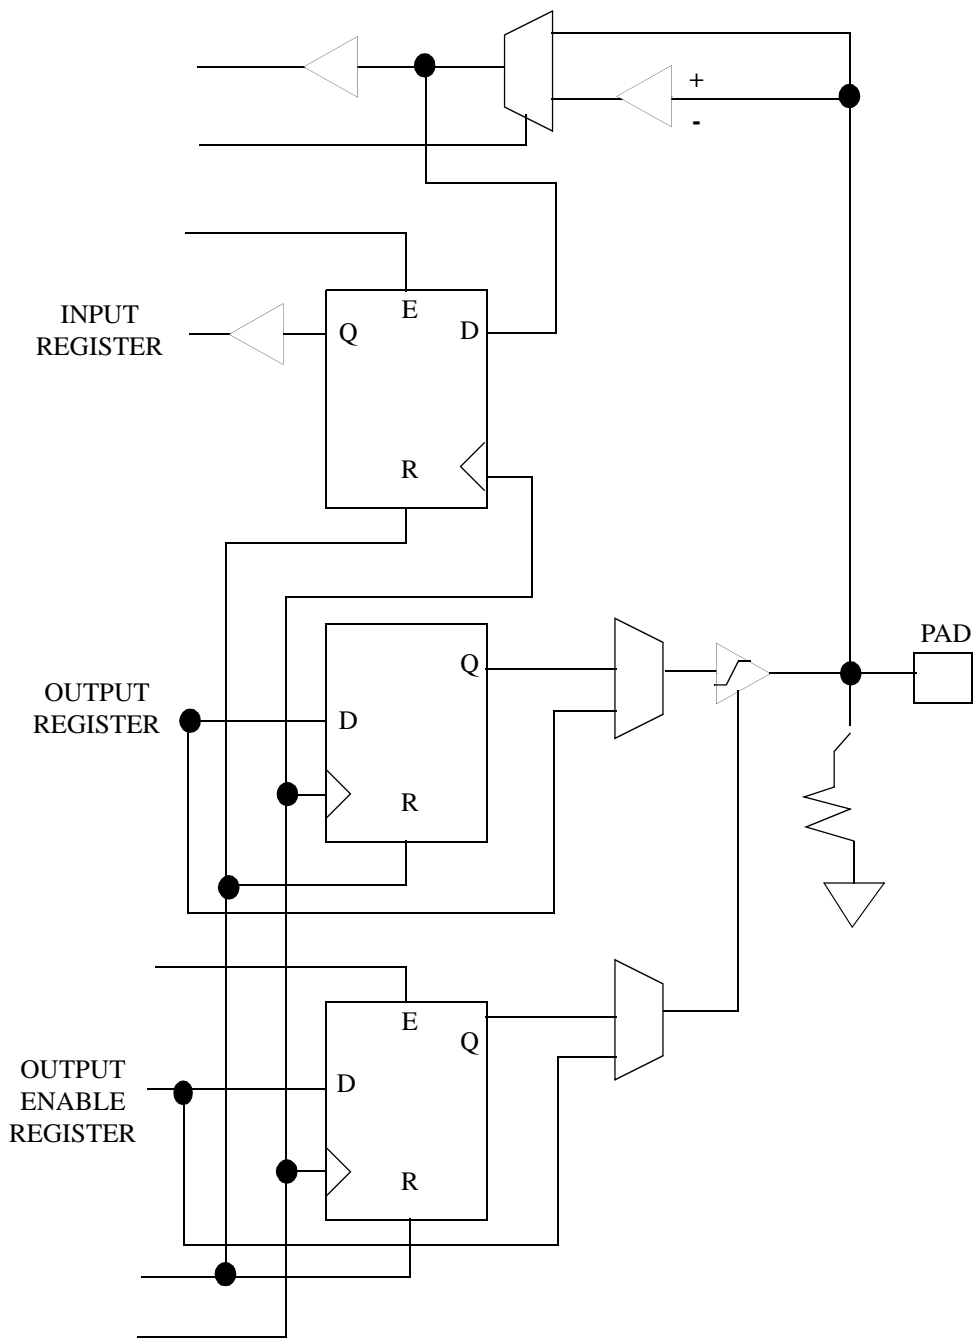 +
-
E
INPUT
REGISTER
Q
D
R
PAD
Q
OUTPUT
REGISTER
D
R
E
Q
OUTPUT
ENABLE
REGISTER
D
R